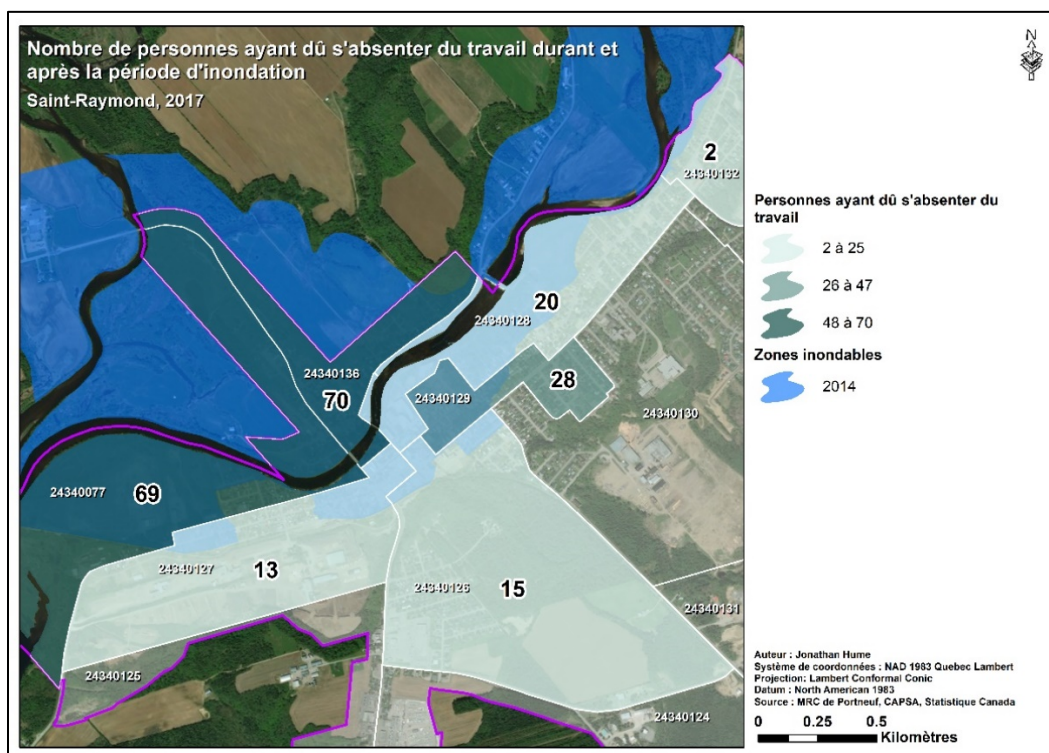 Nombre de personnes ayant dû s'absenter du travail durant et
après la période d'inondation
Saint-Raymond, 2017
N
2
24340132
20
24340128
24340136
70
24340129
28
24340130
24340077
69
24340127
13
24340126
15
24340131
24340125
24340124
Personnes ayant dû s'absenter du
travail
2 à 25
26 à 47
48 à 70
Zones inondables
2014
Auteur : Jonathan Hume
Système de coordonnées : NAD 1983 Quebec Lambert
Projection: Lambert Conformal Conic
Datum : North American 1983
Source : MRC de Portneuf, CAPSA, Statistique Canada
0 0.25 0.5
Kilomètres